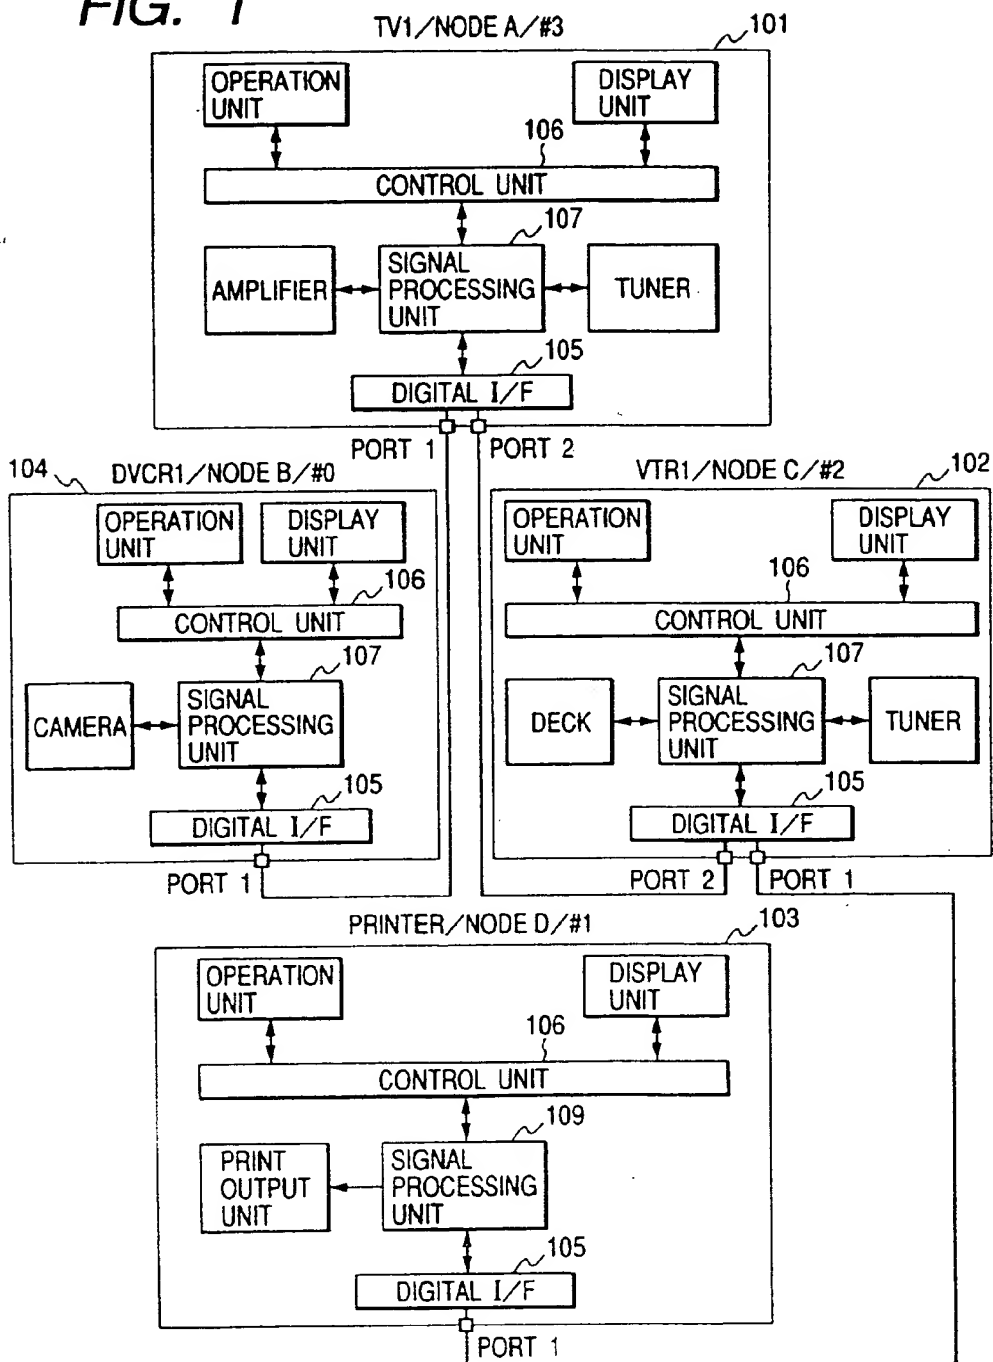 FIG. 1
TV1/NODE A/#3
101
OPERATION
UNIT
DISPLAY
UNIT
106
CONTROL UNIT
107
AMPLIFIER
SIGNAL
PROCESSING
UNIT
TUNER
105
DIGITAL I/F
PORT 1
PORT 2
104
DVCR1/NODE B/#0
OPERATION
UNIT
DISPLAY
UNIT
106
CONTROL UNIT
107
CAMERA
SIGNAL
PROCESSING
UNIT
105
DIGITAL I/F
PORT 1
VTR1/NODE C/#2
102
OPERATION
UNIT
DISPLAY
UNIT
106
CONTROL UNIT
107
DECK
SIGNAL
PROCESSING
UNIT
TUNER
105
DIGITAL I/F
PORT 2
PORT 1
PRINTER/NODE D/#1
103
OPERATION
UNIT
DISPLAY
UNIT
106
CONTROL UNIT
109
PRINT
OUTPUT
UNIT
SIGNAL
PROCESSING
UNIT
105
DIGITAL I/F
PORT 1